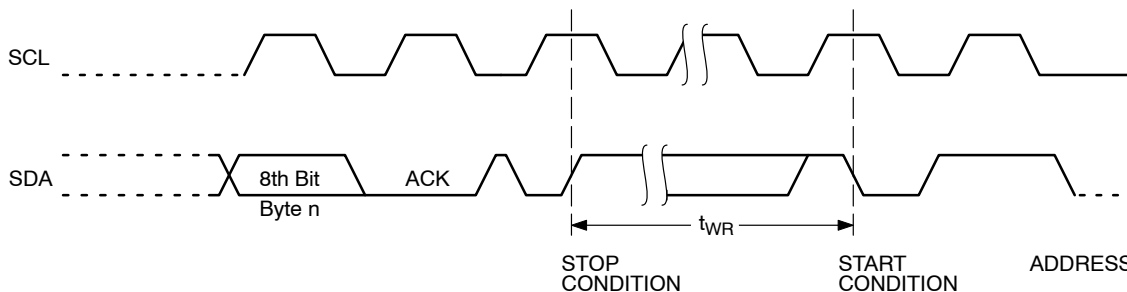 SCL
SDA
8th Bit
ACK
Byte n
tWR
STOP
CONDITION
START
CONDITION
ADDRESS